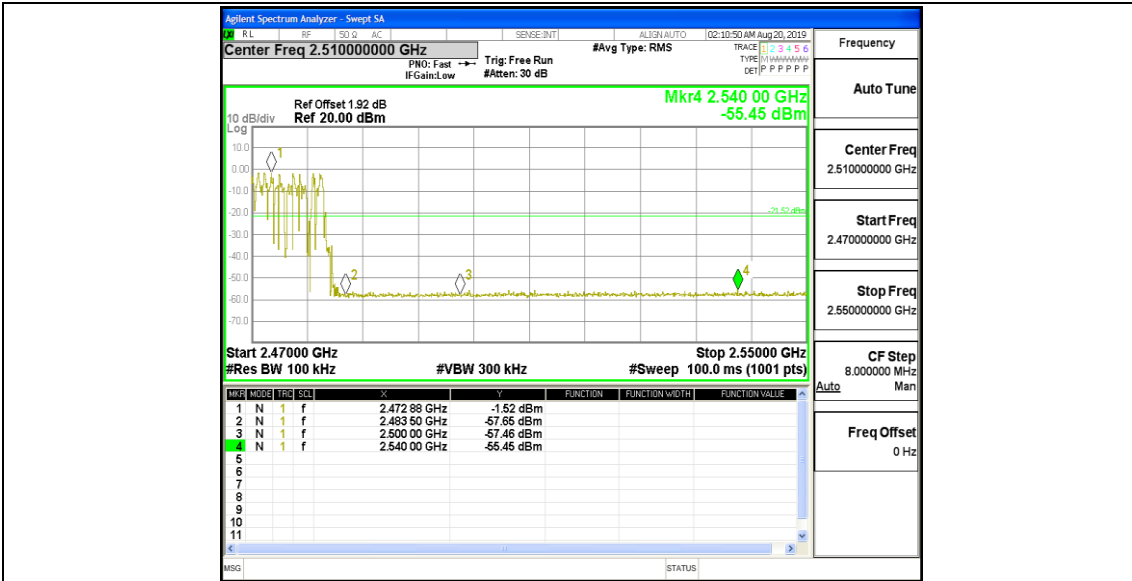 Agilent Spectrum Analyzer - Swept SA
RL RF 50 Ω AC SENSE:INT ALIGN AUTO 02:10:50 AM Aug 20, 2019
Center Freq 2.510000000 GHz
PNO: Fast
IFGain:Low
Trig: Free Run
#Atten: 30 dB
#Avg Type: RMS
TRACE 1 2 3 4 5 6
TYPE M
DET P P P P P P
Frequency
Auto Tune
Center Freq
2.510000000 GHz
Start Freq
2.470000000 GHz
Stop Freq
2.550000000 GHz
CF Step
8.000000 MHz
Auto Man
Freq Offset
0 Hz
Mkr4 2.540 00 GHz
-55.45 dBm
Ref Offset 1.92 dB
10 dB/div Ref 20.00 dBm
Log
10.0
0.00
-10.0
-20.0
-30.0
-40.0
-50.0
-60.0
-70.0
1
2
3
4
-21.52 dBm
Start 2.47000 GHz Stop 2.55000 GHz
#Res BW 100 kHz #VBW 300 kHz #Sweep 100.0 ms (1001 pts)
MKR MODE TRC SCL X Y FUNCTION FUNCTION WIDTH FUNCTION VALUE
1 N 1 f 2.472 88 GHz -1.52 dBm
2 N 1 f 2.483 50 GHz -57.65 dBm
3 N 1 f 2.500 00 GHz -57.46 dBm
4 N 1 f 2.540 00 GHz -55.45 dBm
5
6
7
8
9
10
11
MSG STATUS